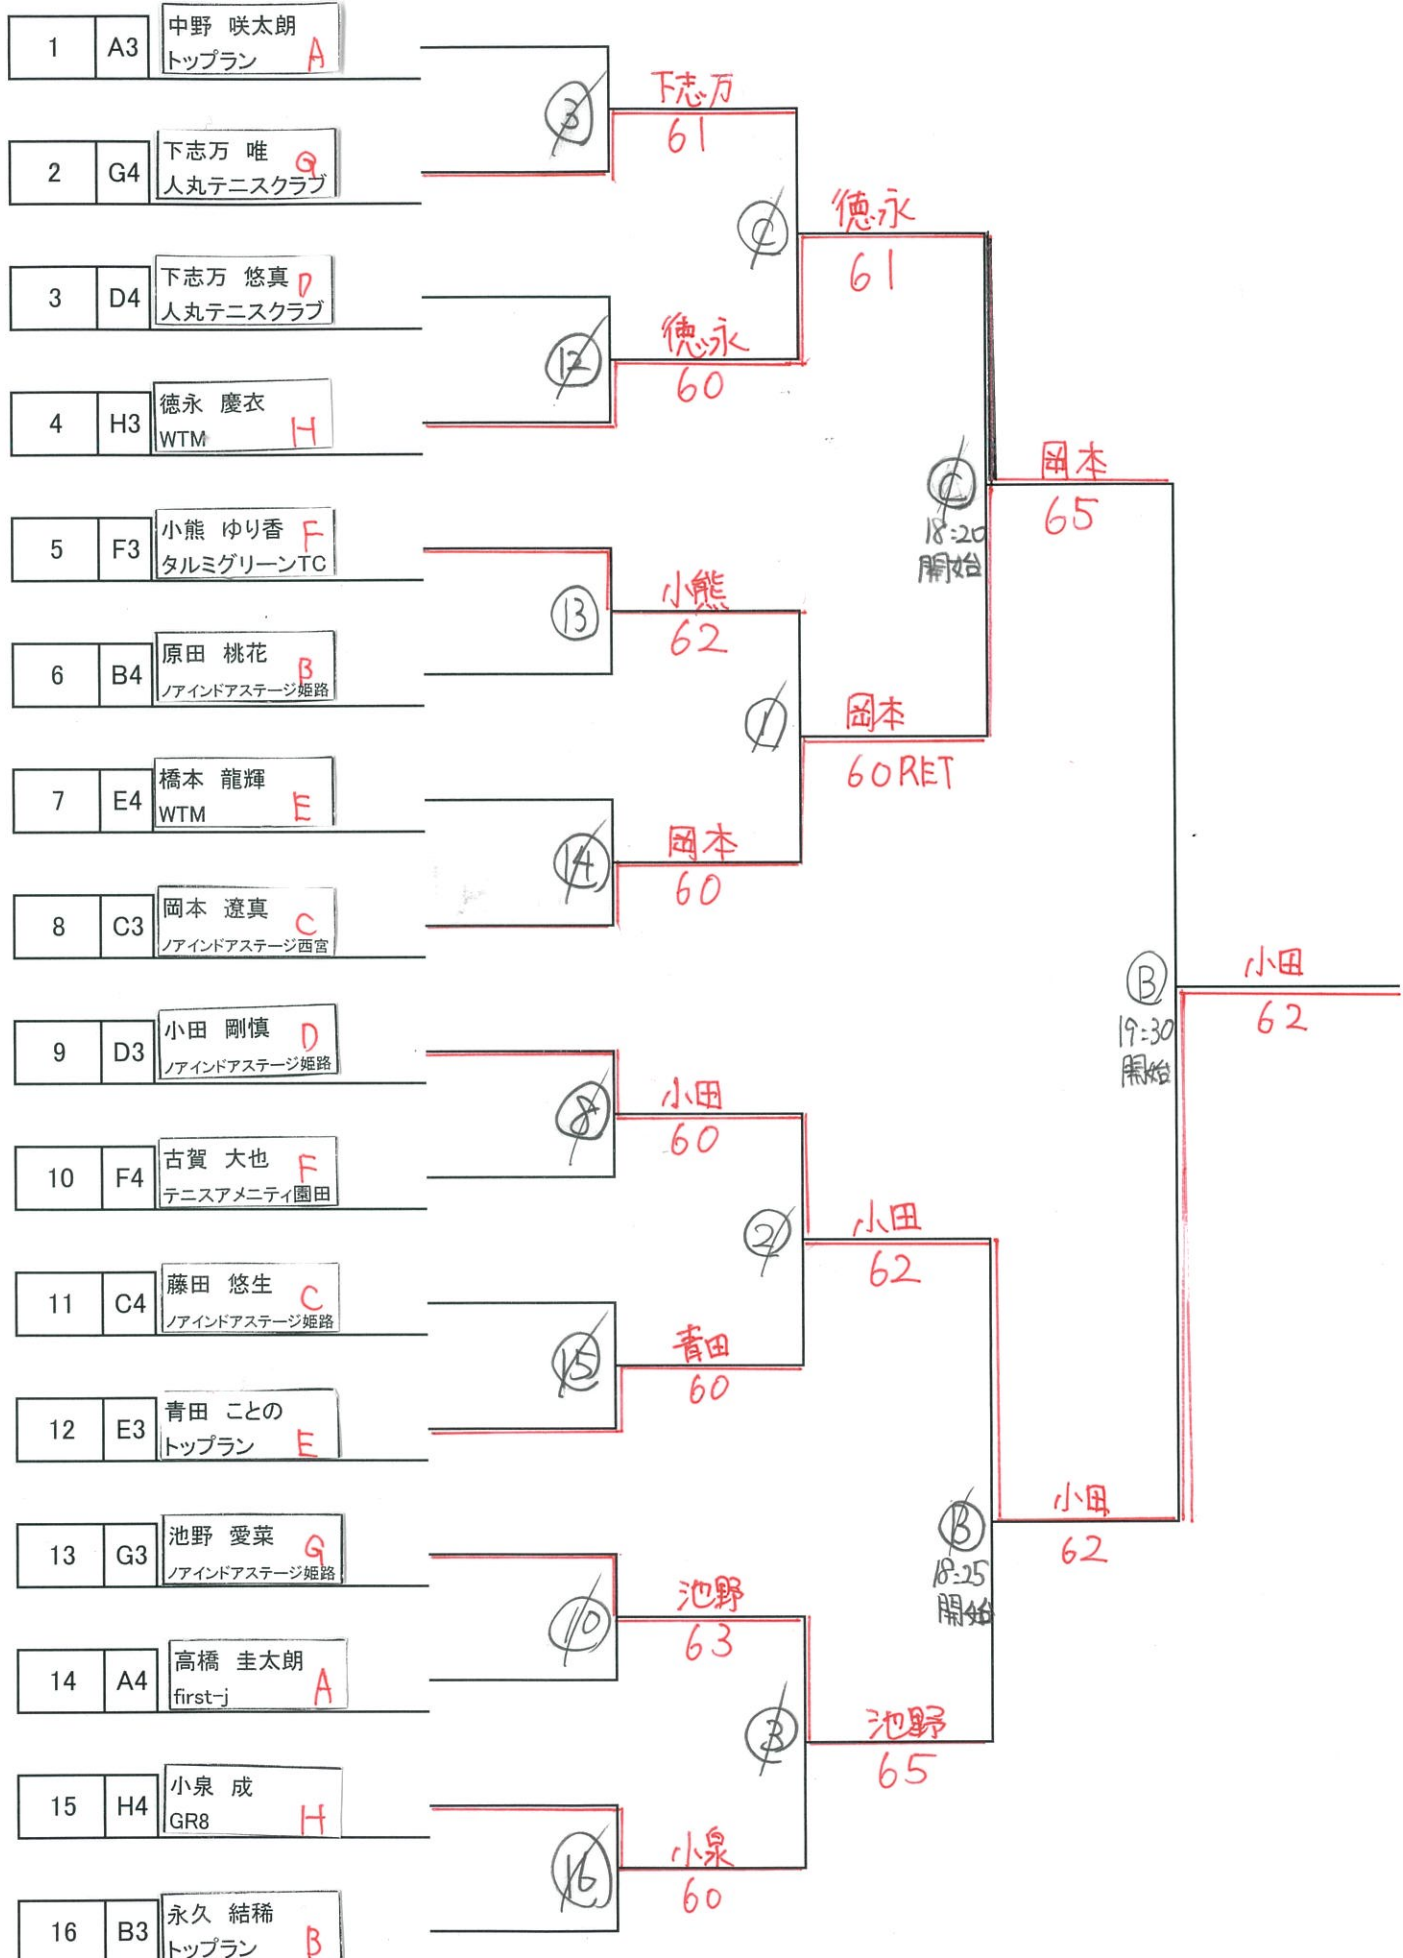 1 A3 中野 咲太朗
トップラン A
2 G4 下志万 唯 G
人丸テニスクラブ
3 D4 下志万 悠真 D
人丸テニスクラブ
4 H3 徳永 慶衣
WTM H
5 F3 小熊 ゆり香 F
タルミグリーンTC
6 B4 原田 桃花 B
ノアインドアステージ姫路
7 E4 橋本 龍輝
WTM E
8 C3 岡本 遼真 C
ノアインドアステージ西宮
9 D3 小田 剛慎 D
ノアインドアステージ姫路
10 F4 古賀 大也 F
テニスアメニティ園田
11 C4 藤田 悠生 C
ノアインドアステージ姫路
12 E3 青田 ことの
トップラン E
13 G3 池野 愛菜 G
ノアインドアステージ姫路
14 A4 高橋 圭太朗
first-j A
15 H4 小泉 成
GR8 H
16 B3 永久 結稀
トップラン B
3
下志万
61
12
徳永
60
13
小熊
62
14
岡本
60
8
小田
60
15
青田
60
10
池野
63
16
小泉
60
C
徳永
61
1
岡本
60RET
2
小田
62
3
池野
65
C
18:20
開始
岡本
65
B
18:25
開始
小田
62
B
19:30
開始
小田
62